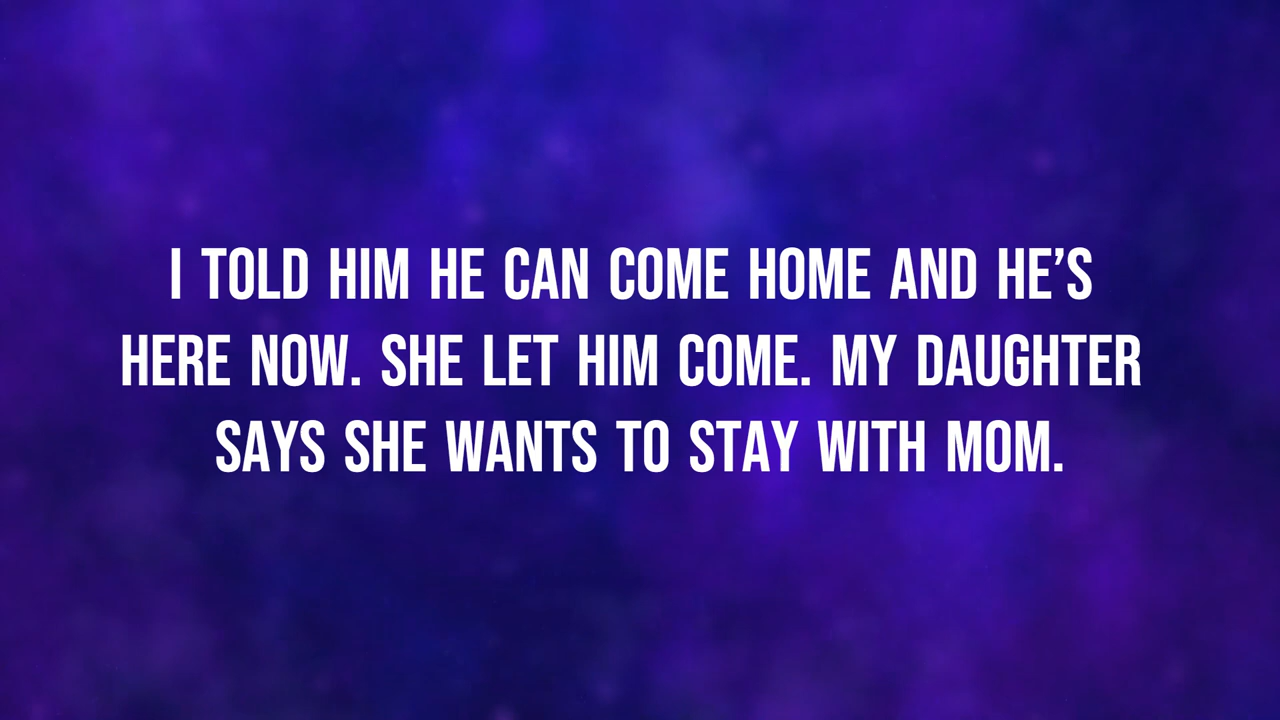 I TOLD HIM HE CAN COME HOME AND HE’S
HERE NOW. SHE LET HIM COME. MY DAUGHTER
SAYS SHE WANTS TO STAY WITH MOM.